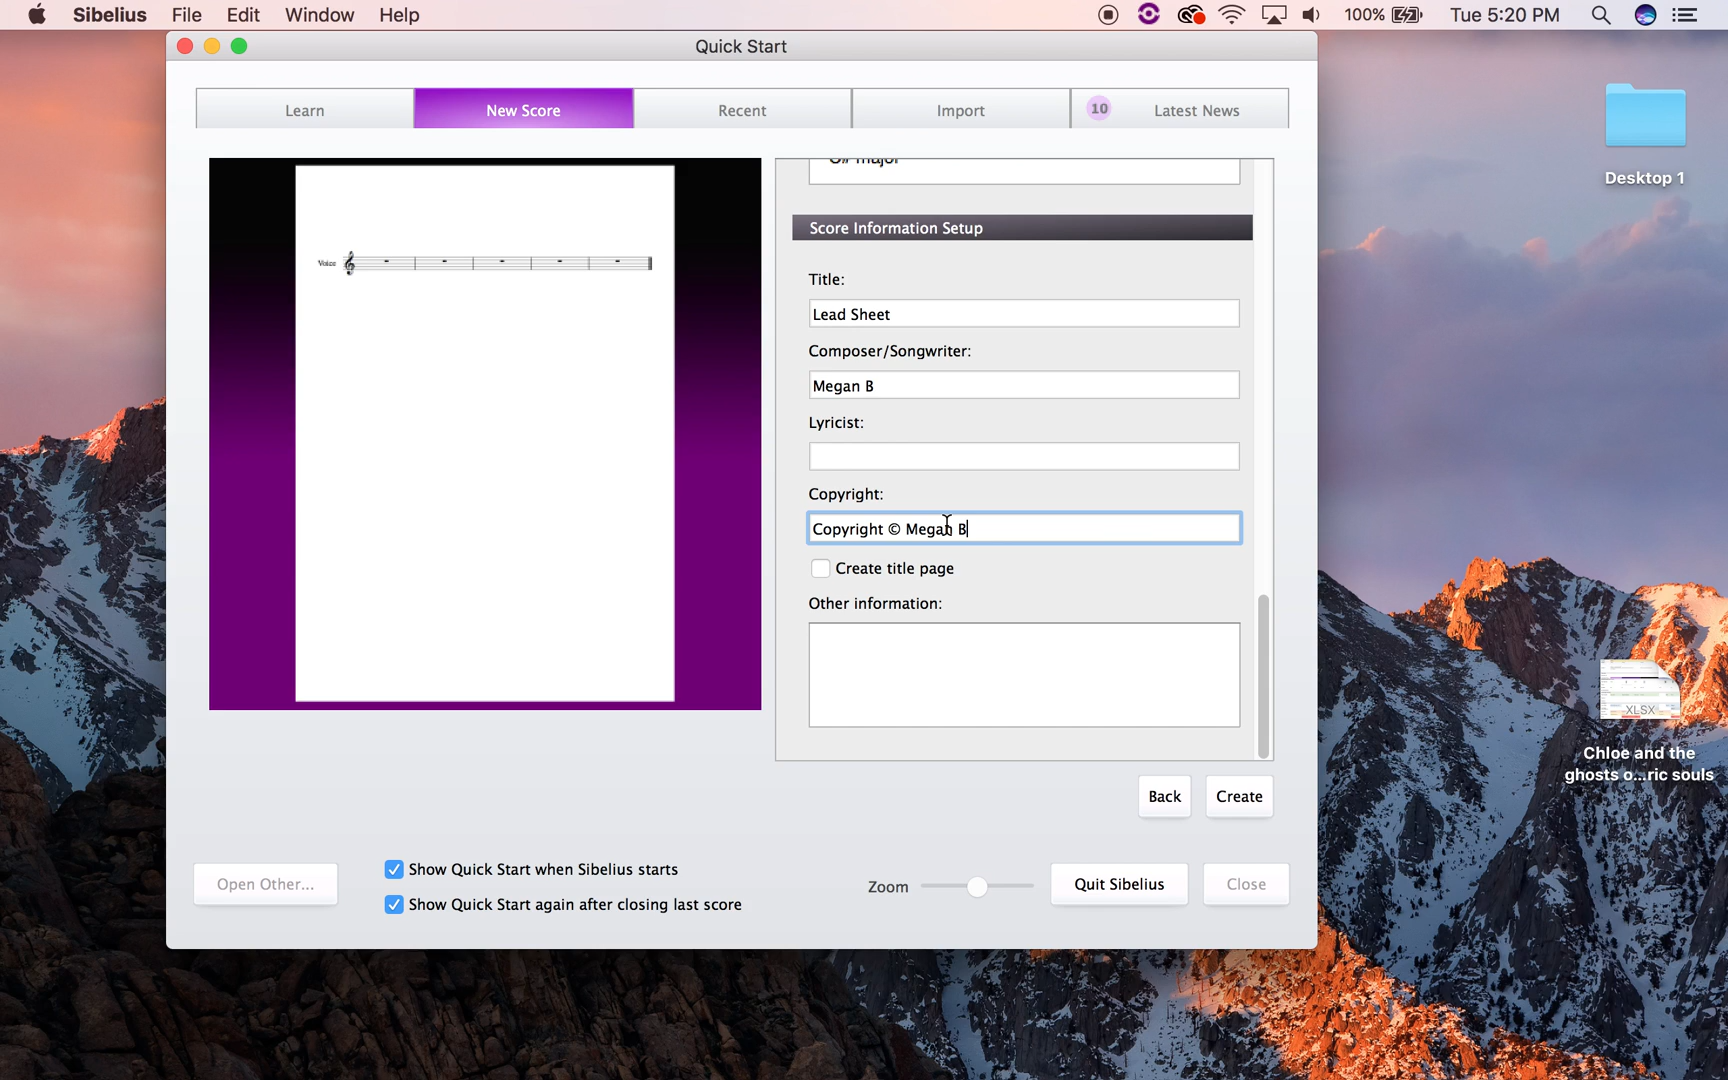 Sibelius File Edit Window Help 100% Tue 5:20 PM
Quick Start
Learn New Score Recent Import 10 Latest News
Desktop 1
Voice
Score Information Setup
Title:
Lead Sheet
Composer/Songwriter:
Megan B
Lyricist:
Copyright:
Copyright © Megan B
Create title page
Other information:
XLSX
Chloe and the
ghosts o...ric souls
Back Create
Open Other...
Show Quick Start when Sibelius starts
Show Quick Start again after closing last score
Zoom
Quit Sibelius Close